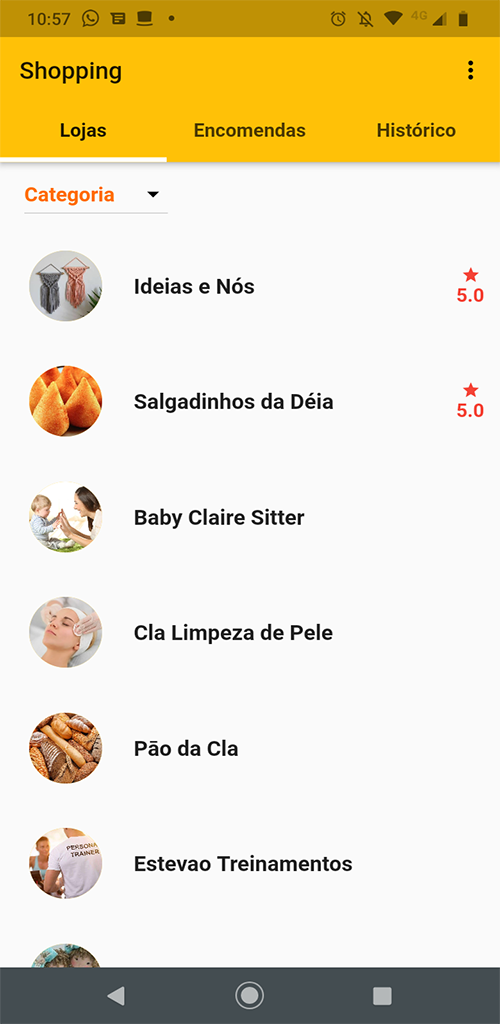 10:57
4G
Shopping
Lojas
Encomendas
Histórico
Categoria
Ideias e Nós
5.0
Salgadinhos da Déia
5.0
Baby Claire Sitter
Cla Limpeza de Pele
Pão da Cla
PERSONAL
TRAINER
Estevao Treinamentos